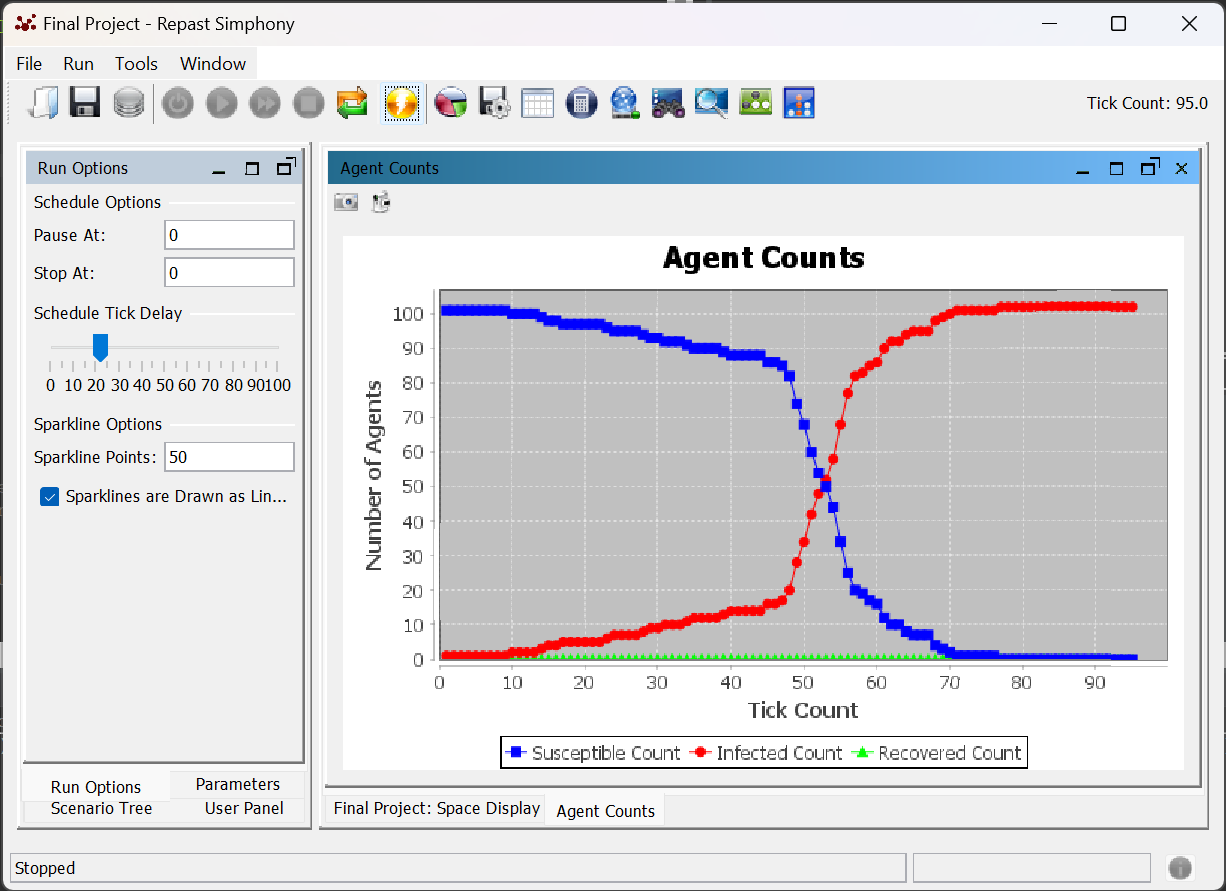 Final Project - Repast Simphony
File Run Tools Window
Tick Count: 95.0
Run Options
Schedule Options
Pause At: 0
Stop At: 0
Schedule Tick Delay
0 10 20 30 40 50 60 70 80 90100
Sparkline Options
Sparkline Points: 50
Sparklines are Drawn as Lin...
Run Options Parameters
Scenario Tree User Panel
Agent Counts
Agent Counts
Number of Agents
100
90
80
70
60
50
40
30
20
10
0
0 10 20 30 40 50 60 70 80 90
Tick Count
Susceptible Count Infected Count Recovered Count
Final Project: Space Display Agent Counts
Stopped